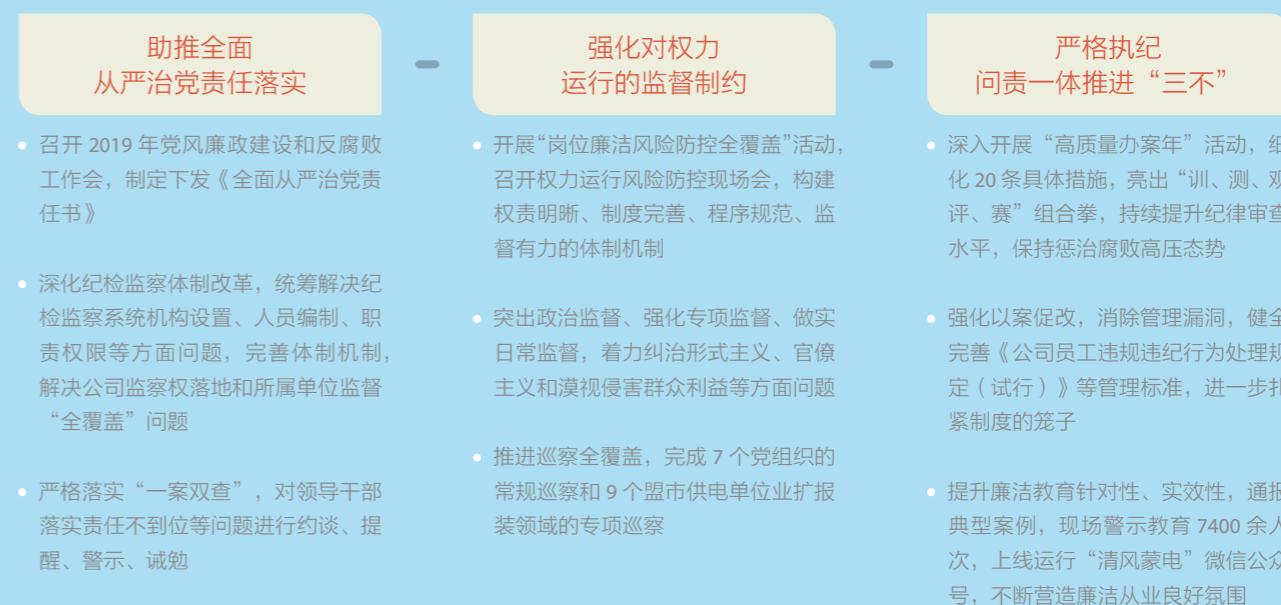 助推全面
从严治党责任落实
召开 2019 年党风廉政建设和反腐败
工作会，制定下发《全面从严治党责
任书》
深化纪检监察体制改革，统筹解决纪
检监察系统机构设置、人员编制、职
责权限等方面问题，完善体制机制，
解决公司监察权落地和所属单位监督
“全覆盖”问题
严格落实“一案双查”，对领导干部
落实责任不到位等问题进行约谈、提
醒、警示、诫勉
强化对权力
运行的监督制约
开展“岗位廉洁风险防控全覆盖”活动，
召开权力运行风险防控现场会，构建
权责明晰、制度完善、程序规范、监
督有力的体制机制
突出政治监督、强化专项监督、做实
日常监督，着力纠治形式主义、官僚
主义和漠视侵害群众利益等方面问题
推进巡察全覆盖，完成 7 个党组织的
常规巡察和 9 个盟市供电单位业扩报
装领域的专项巡察
严格执纪
问责一体推进“三不”
深入开展“高质量办案年”活动，细
化 20 条具体措施，亮出“训、测、观
评、赛”组合拳，持续提升纪律审查
水平，保持惩治腐败高压态势
强化以案促改，消除管理漏洞，健全
完善《公司员工违规违纪行为处理规
定（试行）》等管理标准，进一步扎
紧制度的笼子
提升廉洁教育针对性、实效性，通报
典型案例，现场警示教育 7400 余人
次，上线运行“清风蒙电”微信公众
号，不断营造廉洁从业良好氛围